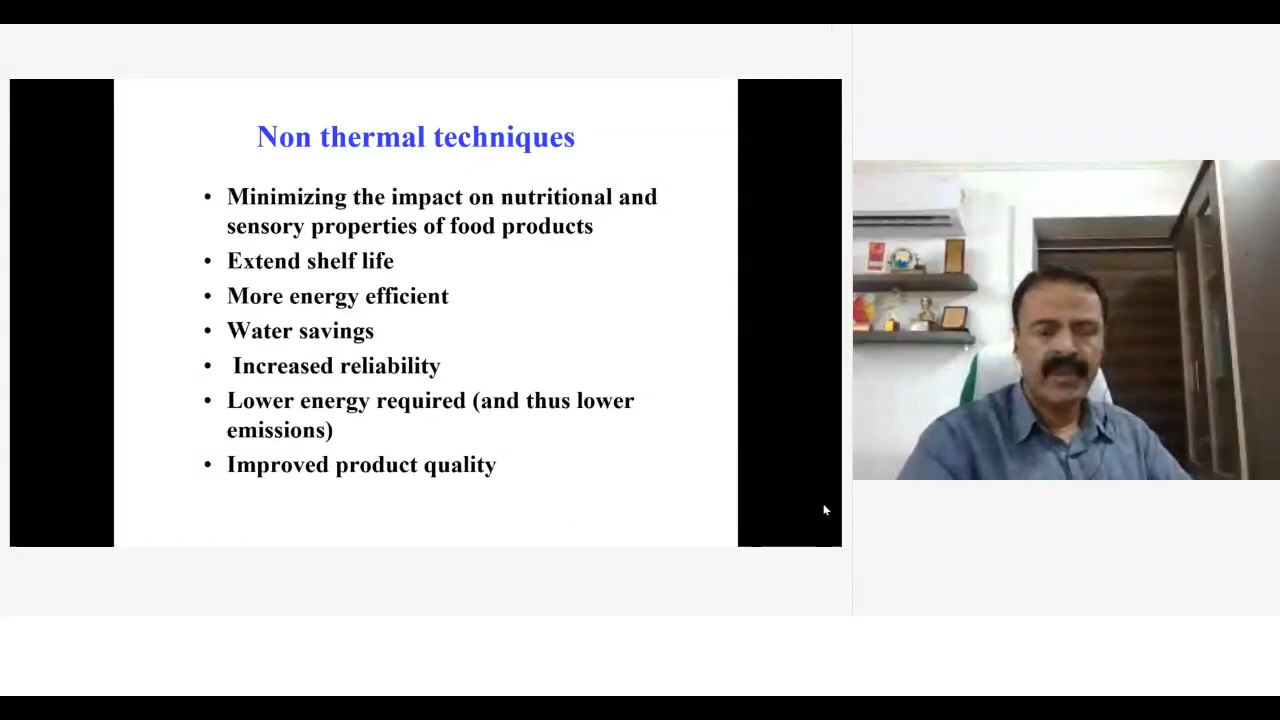 Non thermal techniques
• Minimizing the impact on nutritional and
sensory properties of food products
• Extend shelf life
• More energy efficient
• Water savings
• Increased reliability
• Lower energy required (and thus lower
emissions)
• Improved product quality